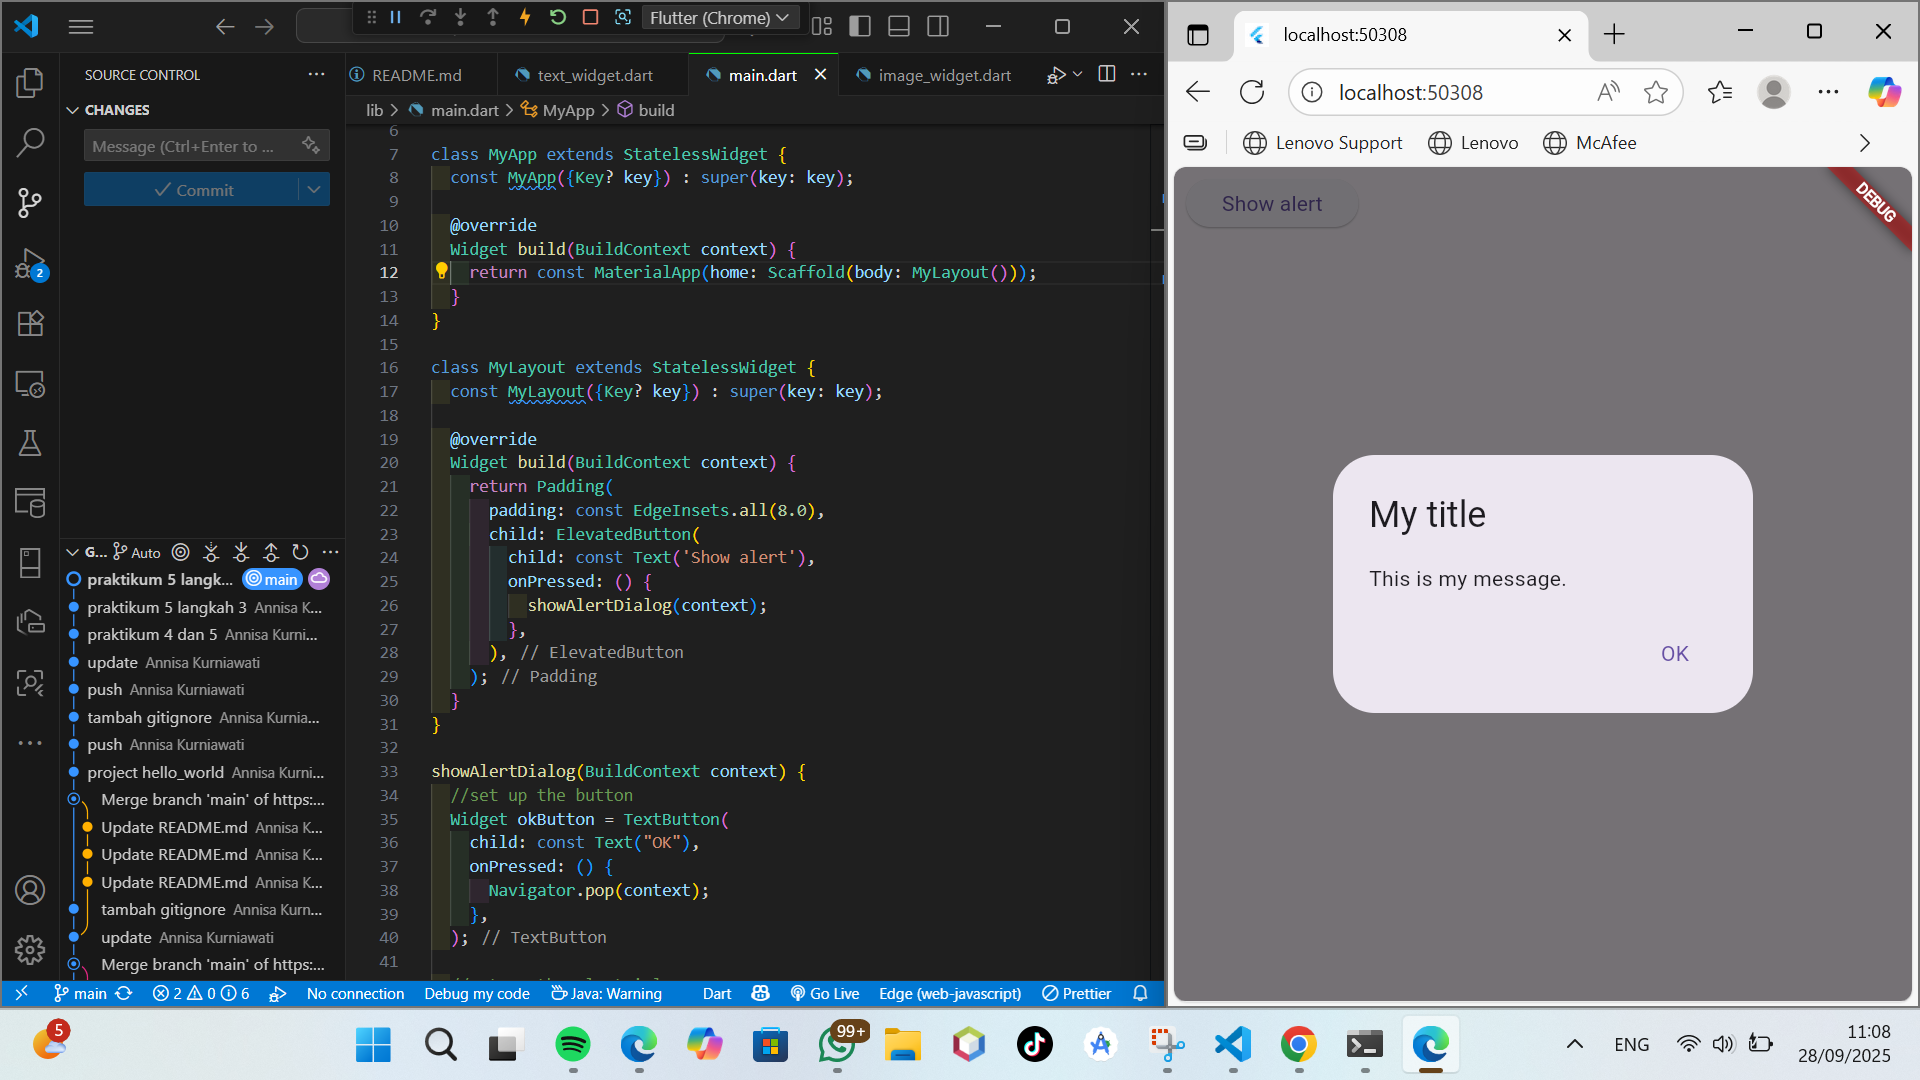 Flutter (Chrome)
SOURCE CONTROL
CHANGES
Message (Ctrl+Enter to ...
Commit
2
G... Auto
praktikum 5 langk... main
praktikum 5 langkah 3 Annisa K...
praktikum 4 dan 5 Annisa Kurni...
update Annisa Kurniawati
push Annisa Kurniawati
tambah gitignore Annisa Kurnia...
push Annisa Kurniawati
project hello_world Annisa Kurni...
Merge branch 'main' of https:...
Update README.md Annisa K...
Update README.md Annisa K...
Update README.md Annisa K...
tambah gitignore Annisa Kurn...
update Annisa Kurniawati
Merge branch 'main' of https:...
README.md text_widget.dart main.dart image_widget.dart
lib > main.dart > MyApp > build
6
7 class MyApp extends StatelessWidget {
8 const MyApp({Key? key}) : super(key: key);
9
10 @override
11 Widget build(BuildContext context) {
12 return const MaterialApp(home: Scaffold(body: MyLayout()));
13 }
14 }
15
16 class MyLayout extends StatelessWidget {
17 const MyLayout({Key? key}) : super(key: key);
18
19 @override
20 Widget build(BuildContext context) {
21 return Padding(
22 padding: const EdgeInsets.all(8.0),
23 child: ElevatedButton(
24 child: const Text('Show alert'),
25 onPressed: () {
26 showAlertDialog(context);
27 },
28 ), // ElevatedButton
29 ); // Padding
30 }
31 }
32
33 showAlertDialog(BuildContext context) {
34 //set up the button
35 Widget okButton = TextButton(
36 child: const Text("OK"),
37 onPressed: () {
38 Navigator.pop(context);
39 },
40 ); // TextButton
41
main 2 0 6 No connection Debug my code Java: Warning Dart Go Live Edge (web-javascript) Prettier
localhost:50308
localhost:50308
Lenovo Support Lenovo McAfee
Show alert
DEBUG
My title
This is my message.
OK
5
99+
ENG
11:08
28/09/2025